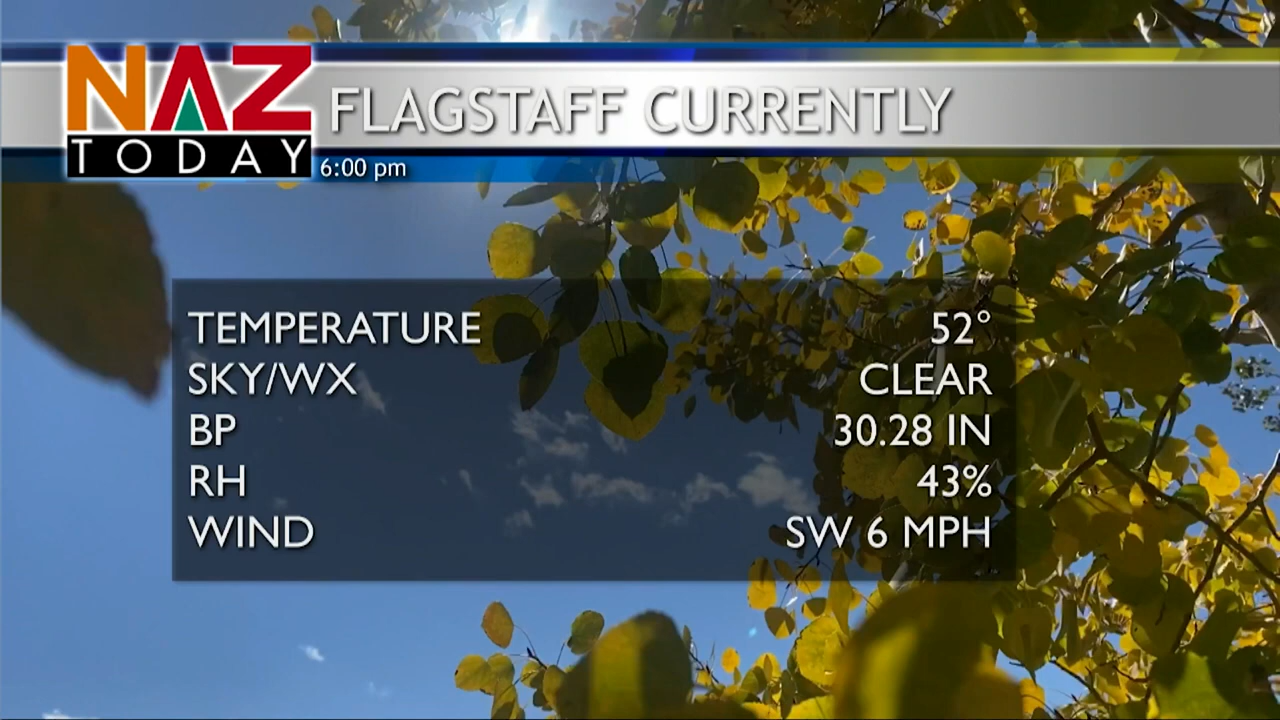 NAZ
TODAY
FLAGSTAFF CURRENTLY
6:00 pm
TEMPERATURE 52°
SKY/WX CLEAR
BP 30.28 IN
RH 43%
WIND SW 6 MPH